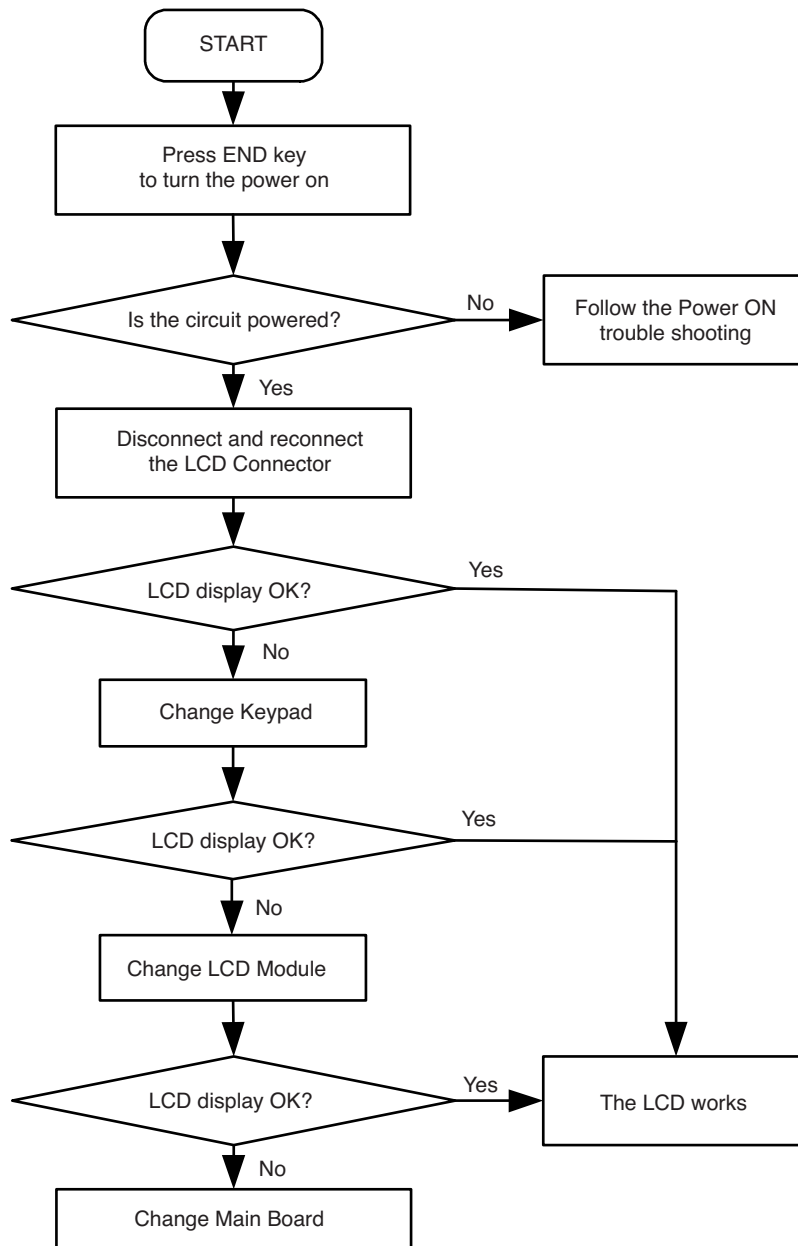 START
Press END key
to turn the power on
Is the circuit powered?
No
Follow the Power ON
trouble shooting
Yes
Disconnect and reconnect
the LCD Connector
LCD display OK?
Yes
No
Change Keypad
LCD display OK?
Yes
No
Change LCD Module
LCD display OK?
Yes
The LCD works
No
Change Main Board